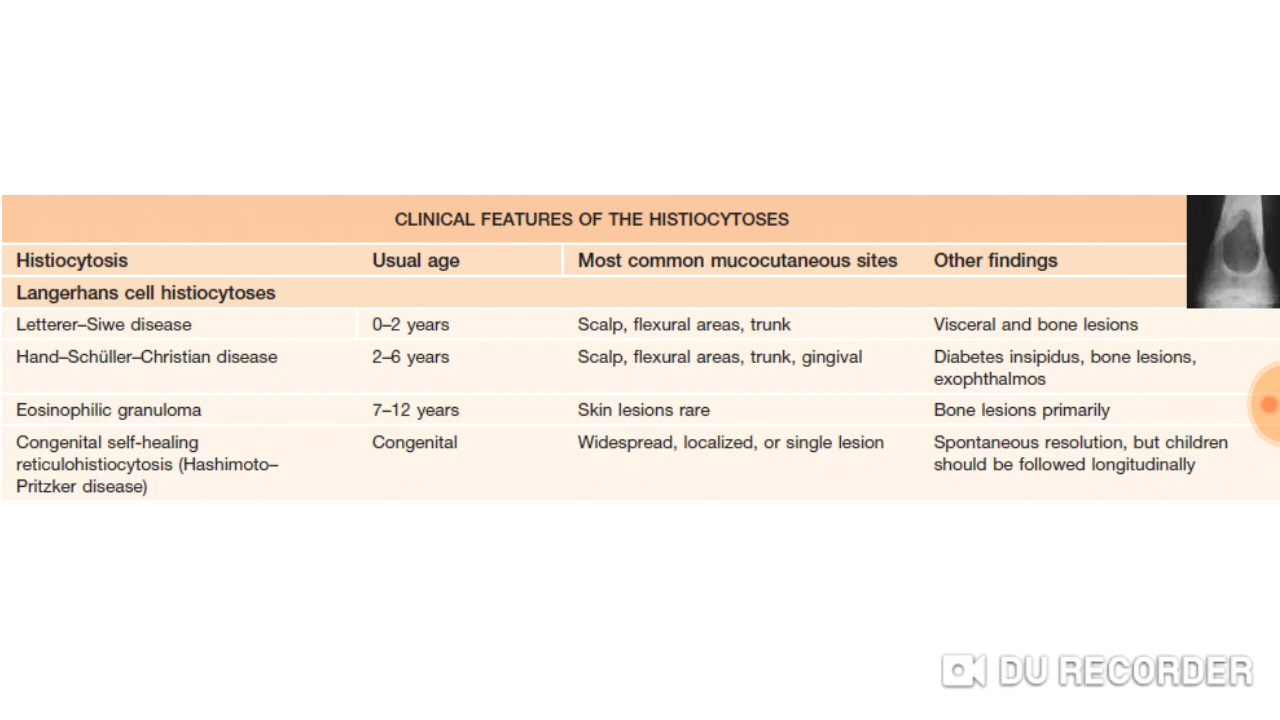 CLINICAL FEATURES OF THE HISTIOCYTOSES
Histiocytosis Usual age Most common mucocutaneous sites Other findings
Langerhans cell histiocytoses
Letterer–Siwe disease 0–2 years Scalp, flexural areas, trunk Visceral and bone lesions
Hand–Schüller–Christian disease 2–6 years Scalp, flexural areas, trunk, gingival Diabetes insipidus, bone lesions,
exophthalmos
Eosinophilic granuloma 7–12 years Skin lesions rare Bone lesions primarily
Congenital self-healing Congenital Widespread, localized, or single lesion Spontaneous resolution, but children
reticulohistiocytosis (Hashimoto– should be followed longitudinally
Pritzker disease)
DU RECORDER